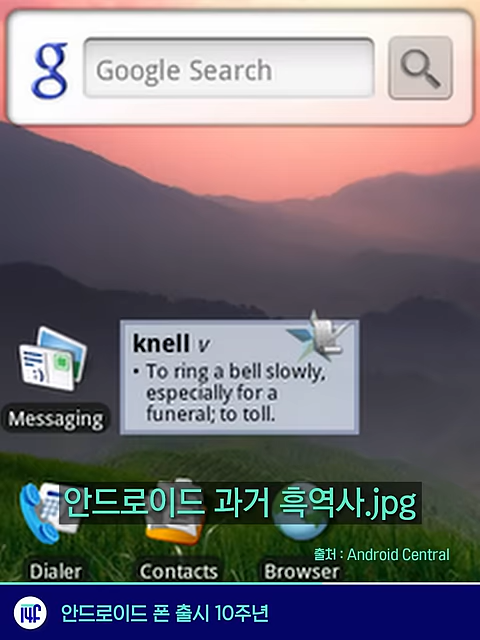 g
Google Search
knell v
• To ring a bell slowly,
especially for a
funeral; to toll.
Messaging
안드로이드 과거 흑역사.jpg
출처 : Android Central
Dialer
Contacts
Browser
14F
안드로이드 폰 출시 10주년